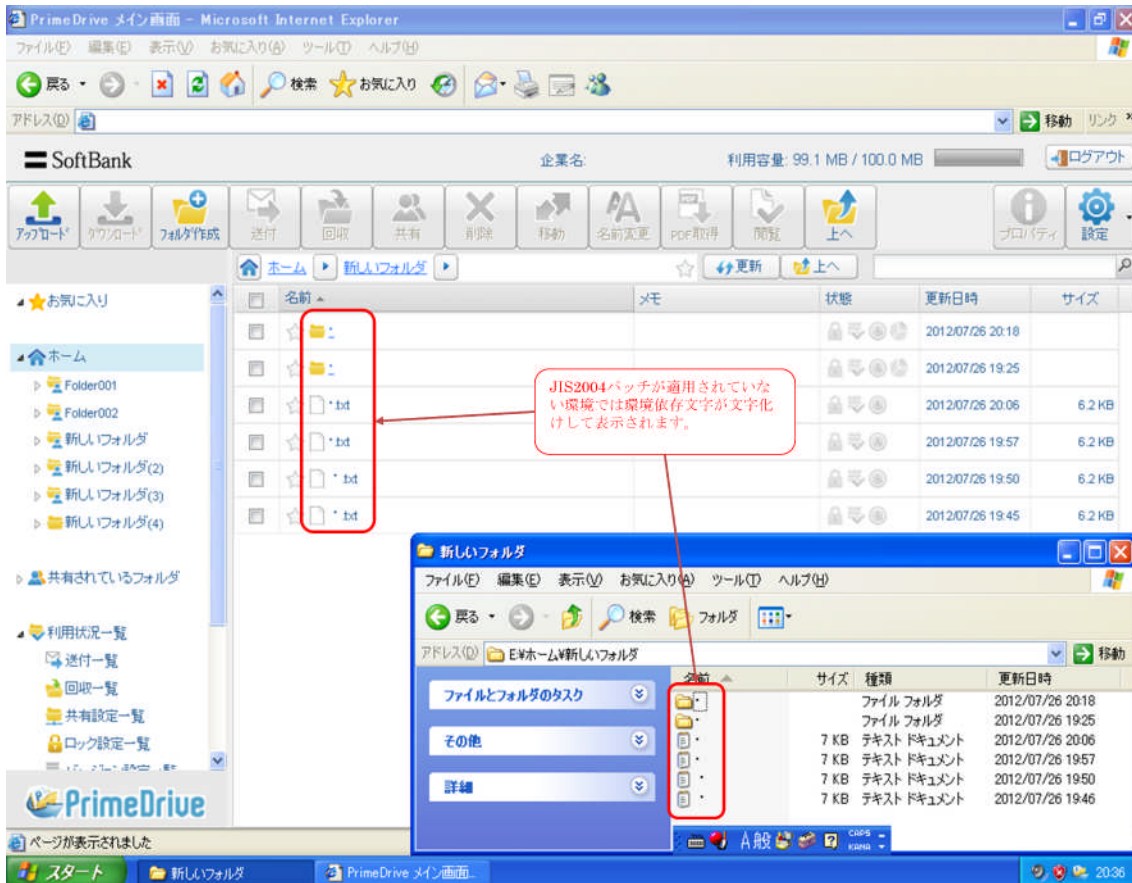 PrimeDrive メイン画面 - Microsoft Internet Explorer
ファイル(F) 編集(E) 表示(V) お気に入り(A) ツール(T) ヘルプ(H)
戻る 検索 お気に入り
アドレス(D) 移動 リンク
SoftBank 企業名: 利用容量: 99.1 MB / 100.0 MB ログアウト
アップロード ダウンロード フォルダ作成 送付 回収 共有 削除 移動 名前変更 PDF取得 閲覧 上へ プロパティ 設定
ホーム 新しいフォルダ 更新 上へ
お気に入り
ホーム
Folder001
Folder002
新しいフォルダ
新しいフォルダ(2)
新しいフォルダ(3)
新しいフォルダ(4)
共有されているフォルダ
利用状況一覧
送付一覧
回収一覧
共有設定一覧
ロック設定一覧
PrimeDrive
名前 メモ 状態 更新日時 サイズ
・ 2012/07/26 20:18
・ 2012/07/26 19:25
・.txt 2012/07/26 20:06 6.2 KB
・.txt 2012/07/26 19:57 6.2 KB
・.txt 2012/07/26 19:50 6.2 KB
・.txt 2012/07/26 19:45 6.2 KB
JIS2004パッチが適用されていな
い環境では環境依存文字が文字化
けして表示されます。
新しいフォルダ
ファイル(F) 編集(E) 表示(V) お気に入り(A) ツール(T) ヘルプ(H)
戻る 検索 フォルダ
アドレス(D) E:¥ホーム¥新しいフォルダ 移動
ファイルとフォルダのタスク
その他
詳細
名前 サイズ 種類 更新日時
・ ファイル フォルダ 2012/07/26 20:18
・ ファイル フォルダ 2012/07/26 19:25
・ 7 KB テキスト ドキュメント 2012/07/26 20:06
・ 7 KB テキスト ドキュメント 2012/07/26 19:57
・ 7 KB テキスト ドキュメント 2012/07/26 19:50
・ 7 KB テキスト ドキュメント 2012/07/26 19:46
A般 CAPS
KANA
ページが表示されました
スタート 新しいフォルダ PrimeDrive メイン画面... 20:36